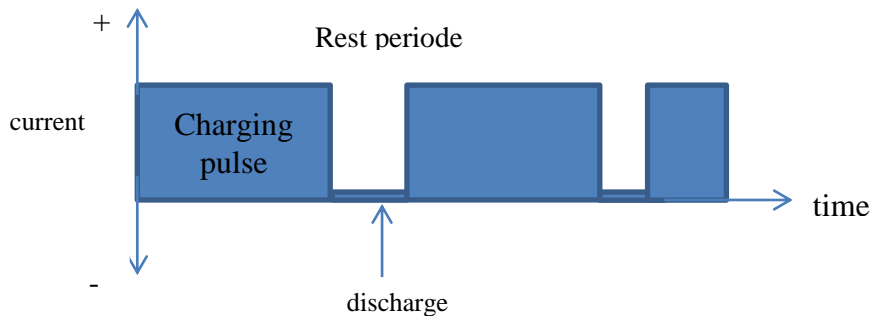 +
Rest periode
current
Charging
pulse
time
-
discharge